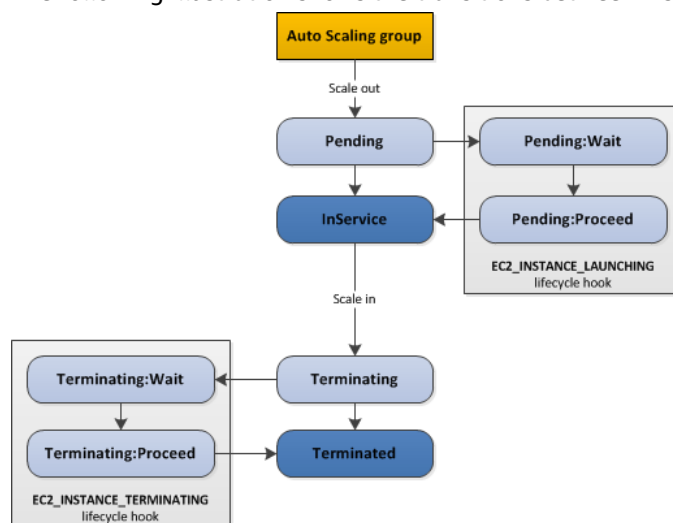 Auto Scaling group
Scale out
Pending
Pending:Wait
InService
Pending:Proceed
EC2_INSTANCE_LAUNCHING
lifecycle hook
Scale in
Terminating:Wait
Terminating
Terminating:Proceed
Terminated
EC2_INSTANCE_TERMINATING
lifecycle hook